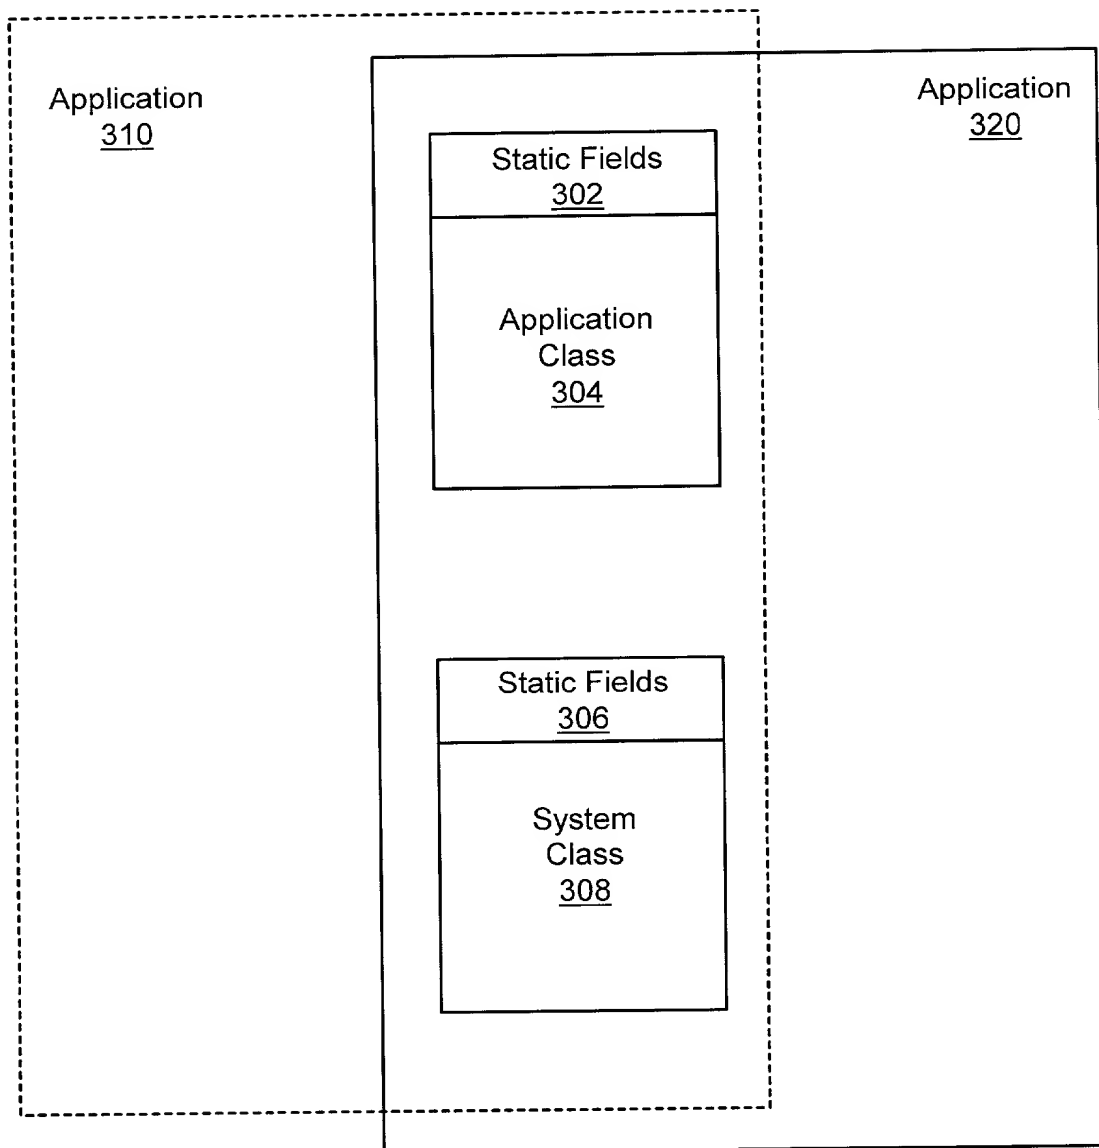 Application
310
Application
320
Static Fields
302
Application
Class
304
Static Fields
306
System
Class
308